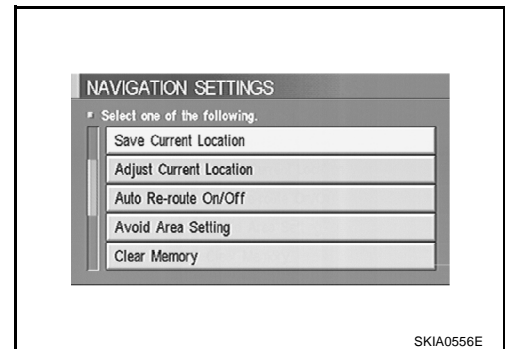 NAVIGATION SETTINGS
Select one of the following.
Save Current Location
Adjust Current Location
Auto Re-route On/Off
Avoid Area Setting
Clear Memory
SKIA0556E